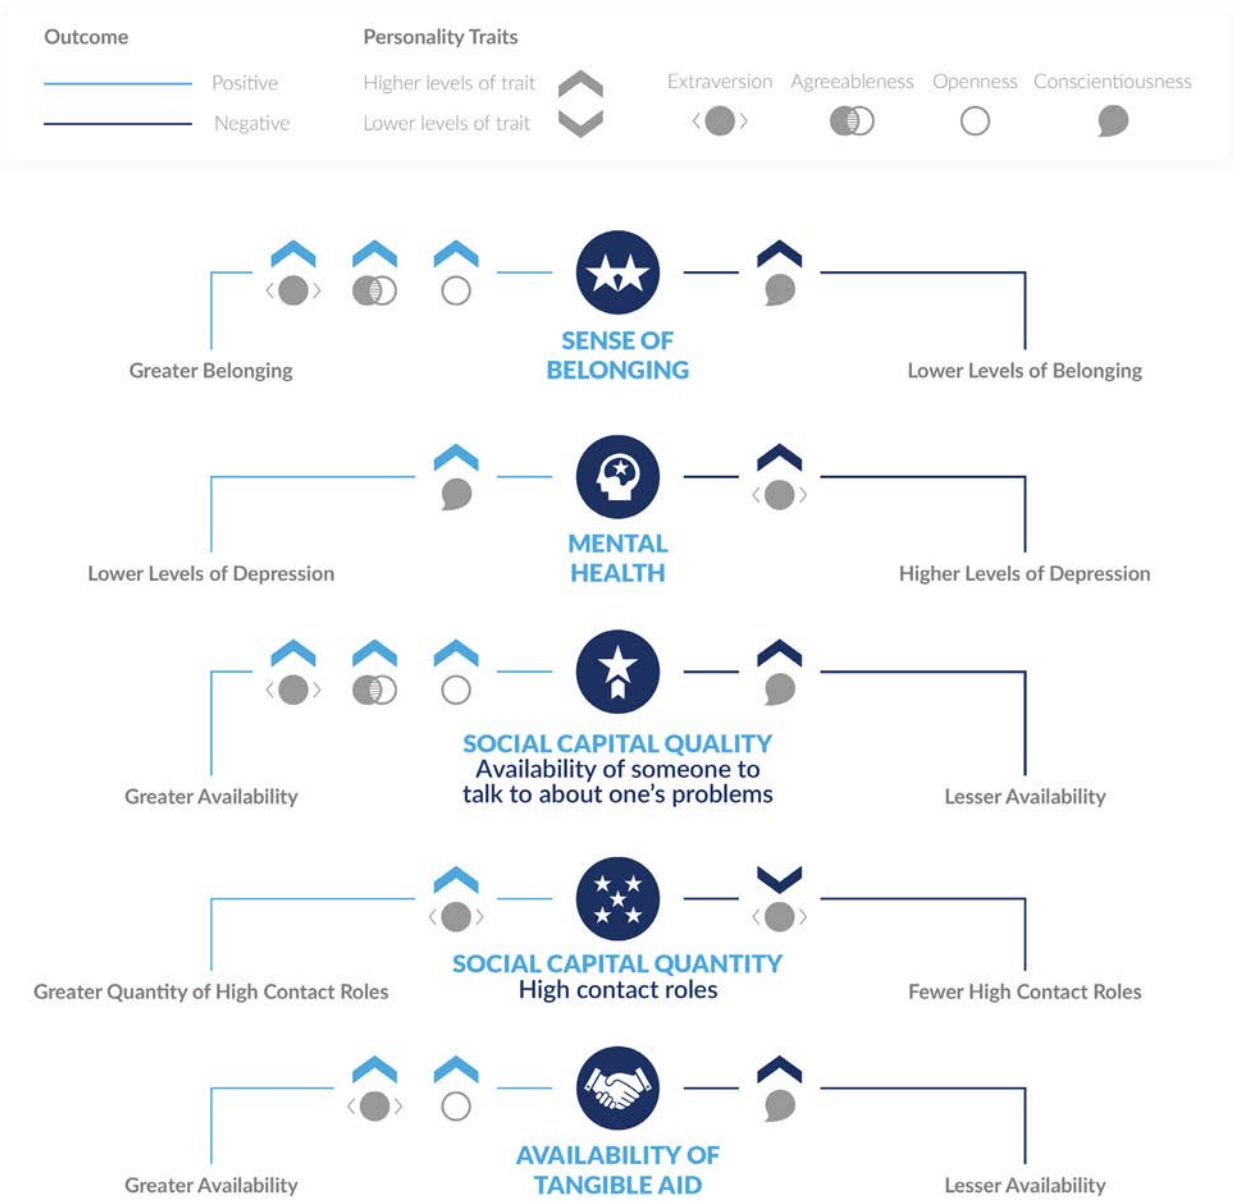 Outcome
Personality Traits
Positive
Higher levels of trait
Extraversion Agreeableness Openness Conscientiousness
Negative
Lower levels of trait
SENSE OF
BELONGING
Greater Belonging
Lower Levels of Belonging
MENTAL
HEALTH
Lower Levels of Depression
Higher Levels of Depression
SOCIAL CAPITAL QUALITY
Availability of someone to
talk to about one's problems
Greater Availability
Lesser Availability
SOCIAL CAPITAL QUANTITY
High contact roles
Greater Quantity of High Contact Roles
Fewer High Contact Roles
AVAILABILITY OF
TANGIBLE AID
Greater Availability
Lesser Availability